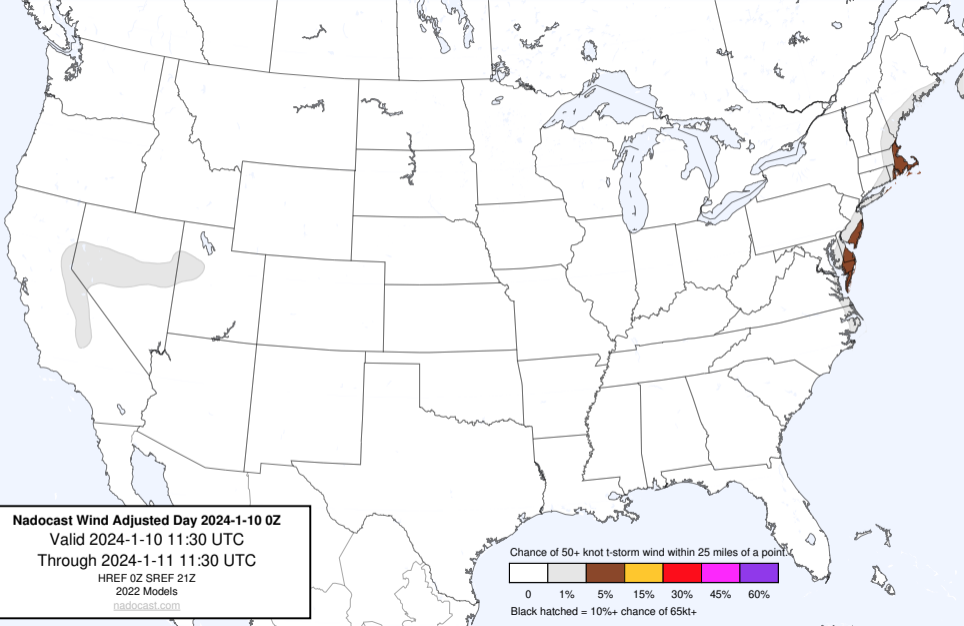 Nadocast Wind Adjusted Day 2024-1-10 0Z
Valid 2024-1-10 11:30 UTC
Through 2024-1-11 11:30 UTC
HREF 0Z SREF 21Z
2022 Models
nadocast.com
Chance of 50+ knot t-storm wind within 25 miles of a point.
0 1% 5% 15% 30% 45% 60%
Black hatched = 10%+ chance of 65kt+